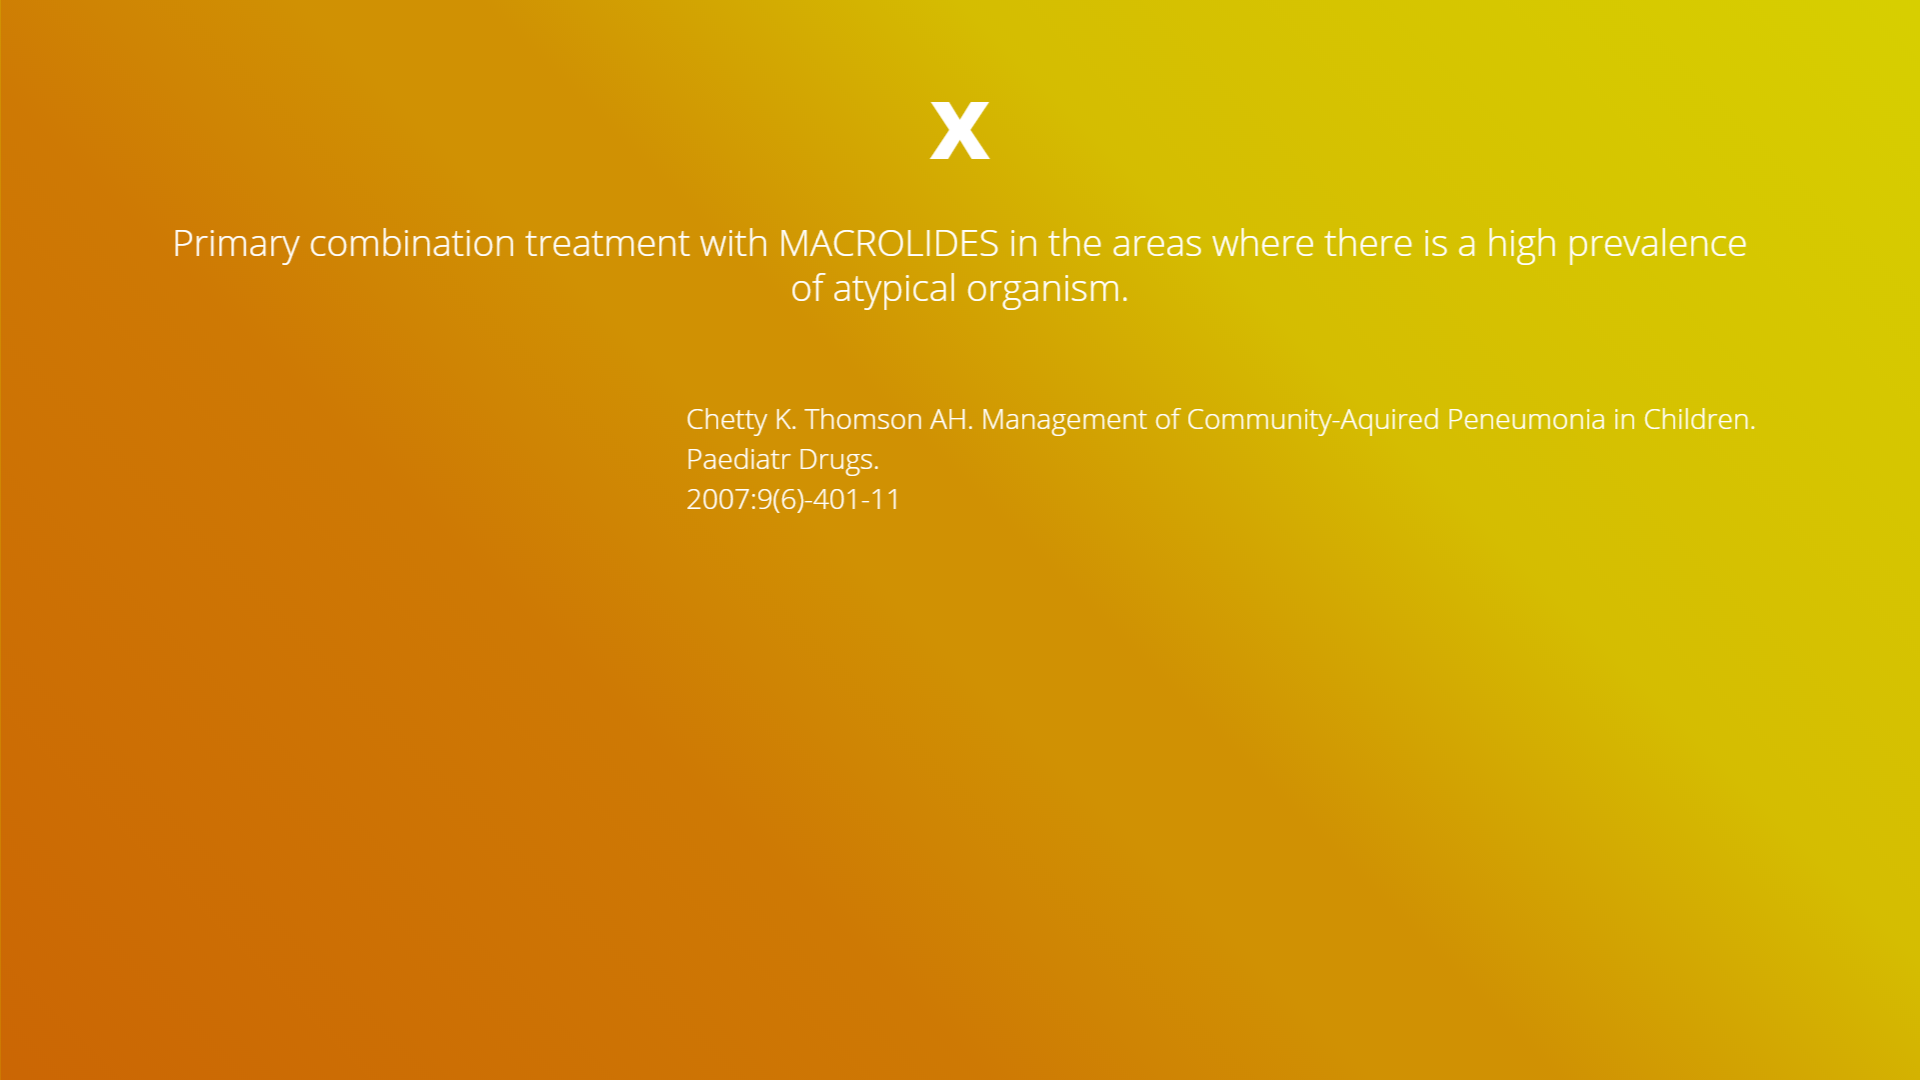 x
Primary combination treatment with MACROLIDES in the areas where there is a high prevalence
of atypical organism.
Chetty K. Thomson AH. Management of Community-Aquired Peneumonia in Children.
Paediatr Drugs.
2007:9(6)-401-11